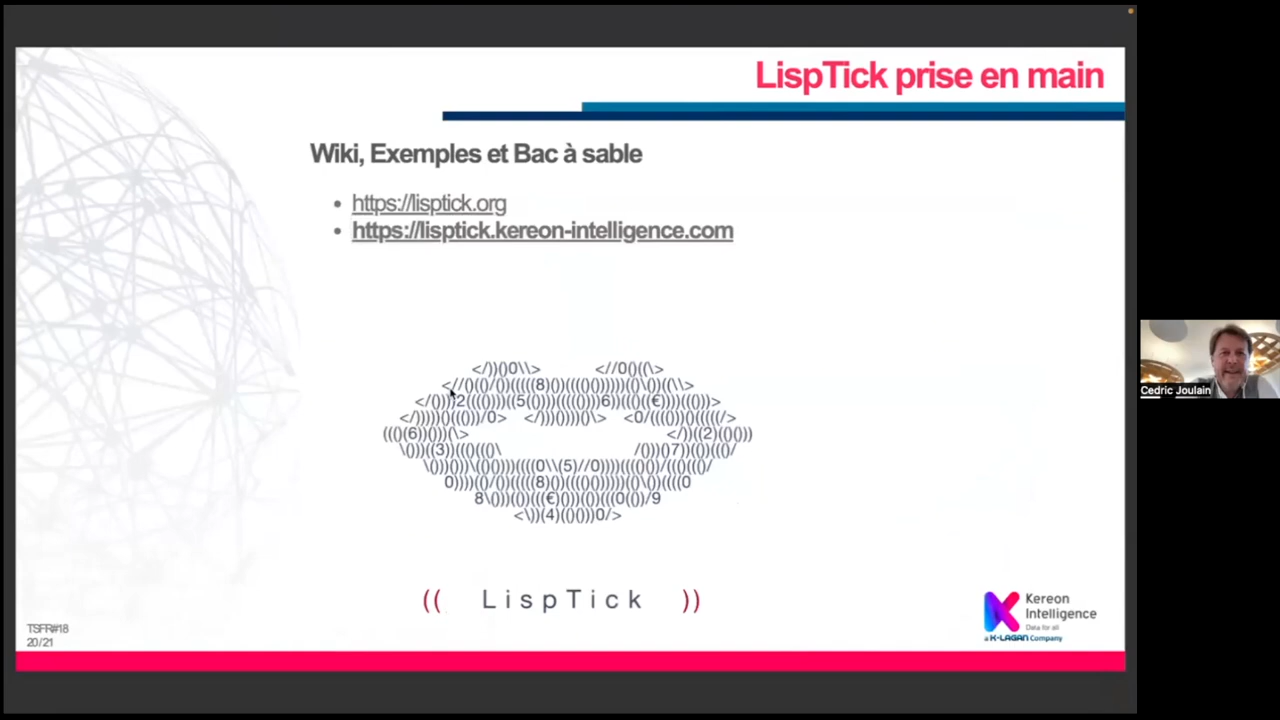 LispTick prise en main
Wiki, Exemples et Bac à sable
• https://lisptick.org
• https://lisptick.kereon-intelligence.com
(( LispTick ))
Kereon
Intelligence
Data for all
a K-LAGAN Company
TSFR#18
20/21
Cedric Joulain